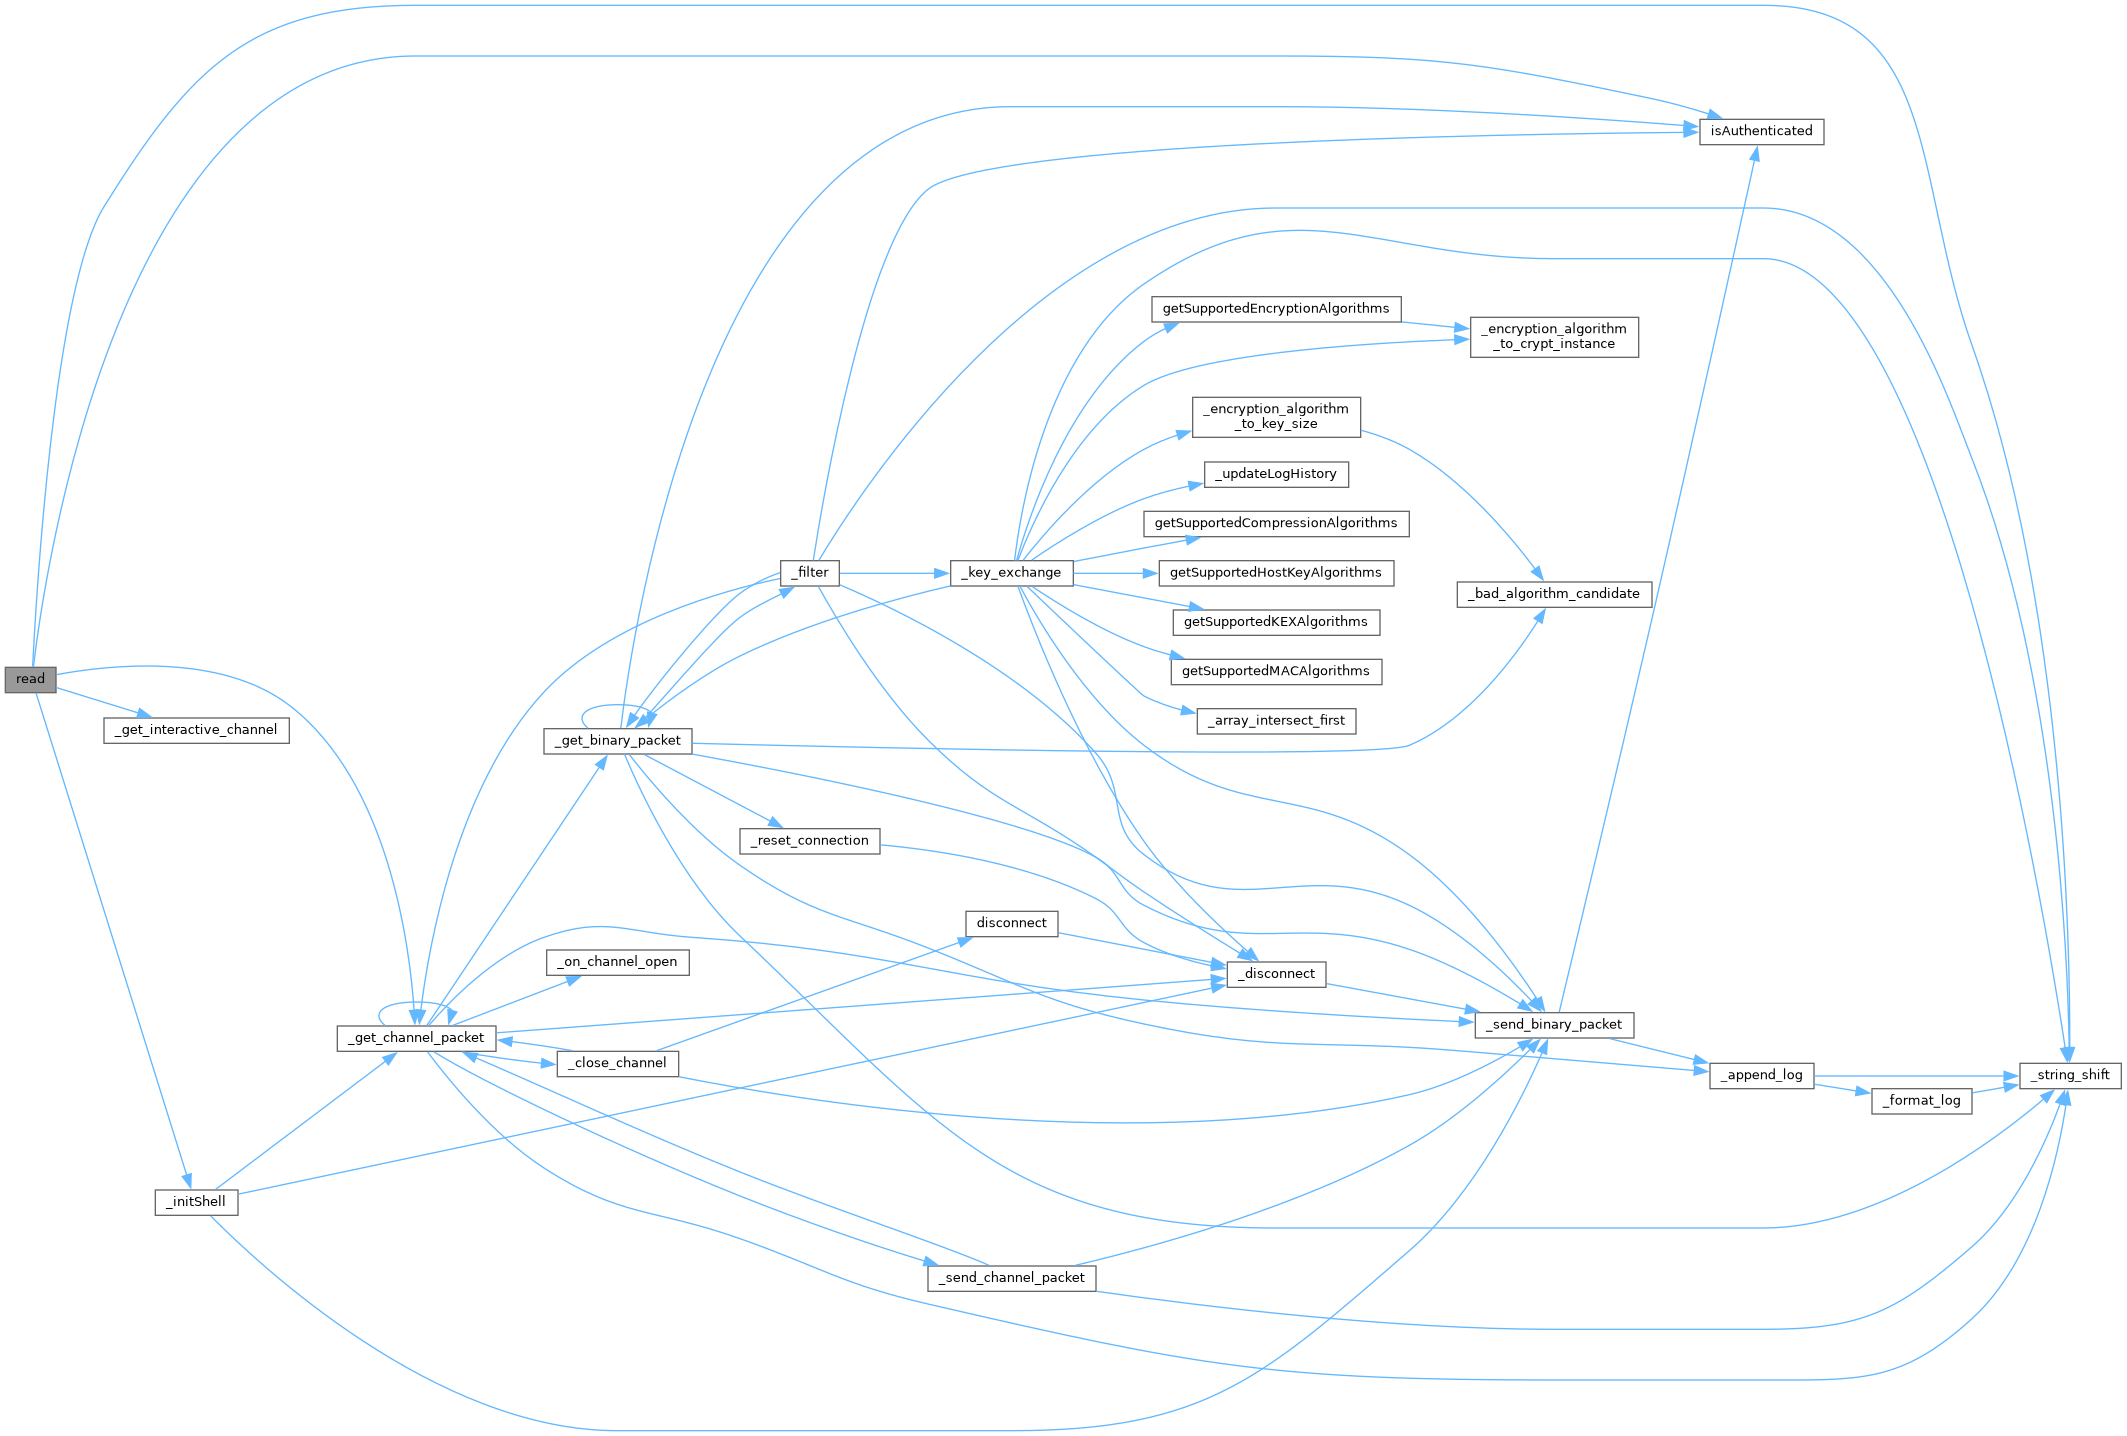 read
_get_interactive_channel
_initShell
_get_channel_packet
_get_binary_packet
_on_channel_open
_close_channel
_filter
_reset_connection
disconnect
_send_channel_packet
_key_exchange
getSupportedEncryptionAlgorithms
_encryption_algorithm
_to_key_size
_updateLogHistory
getSupportedCompressionAlgorithms
getSupportedHostKeyAlgorithms
getSupportedKEXAlgorithms
getSupportedMACAlgorithms
_array_intersect_first
_disconnect
isAuthenticated
_encryption_algorithm
_to_crypt_instance
_bad_algorithm_candidate
_send_binary_packet
_append_log
_format_log
_string_shift